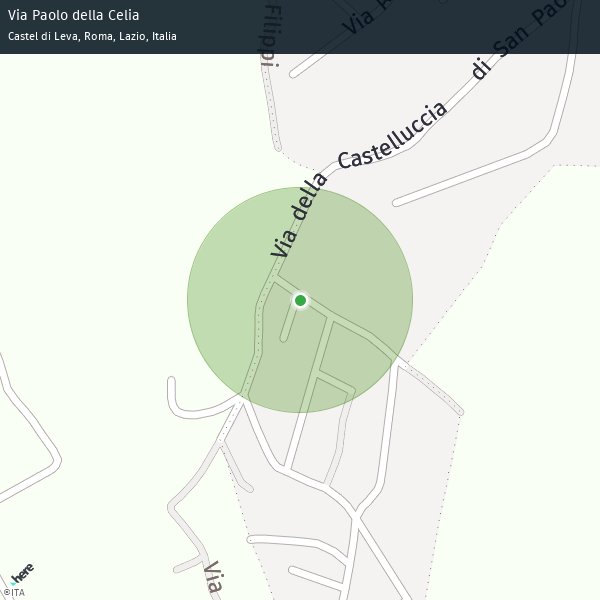 Via Paolo della Celia
Castel di Leva, Roma, Lazio, Italia
Filippi
Via
Via della Castelluccia di San Pao
Via
here
©ITA